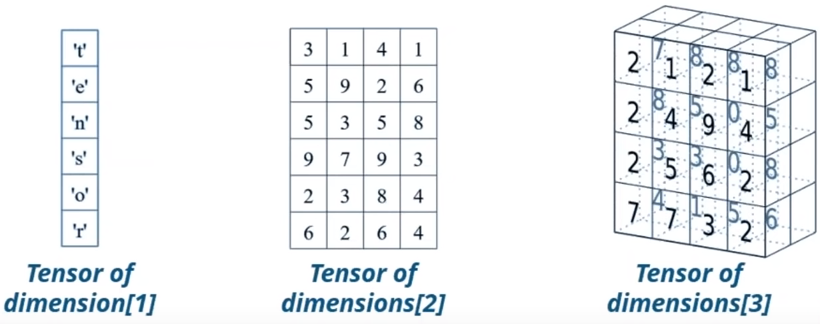 't'
'e'
'n'
's'
'o'
'r'
Tensor of
dimension[1]
3 1 4 1
5 9 2 6
5 3 5 8
9 7 9 3
2 3 8 4
6 2 6 4
Tensor of
dimensions[2]
2 7 1 8 2 8 1 8
2 8 4 5 9 0 4 5
2 3 5 3 6 0 2 8
7 4 7 1 3 5 2 6
Tensor of
dimensions[3]